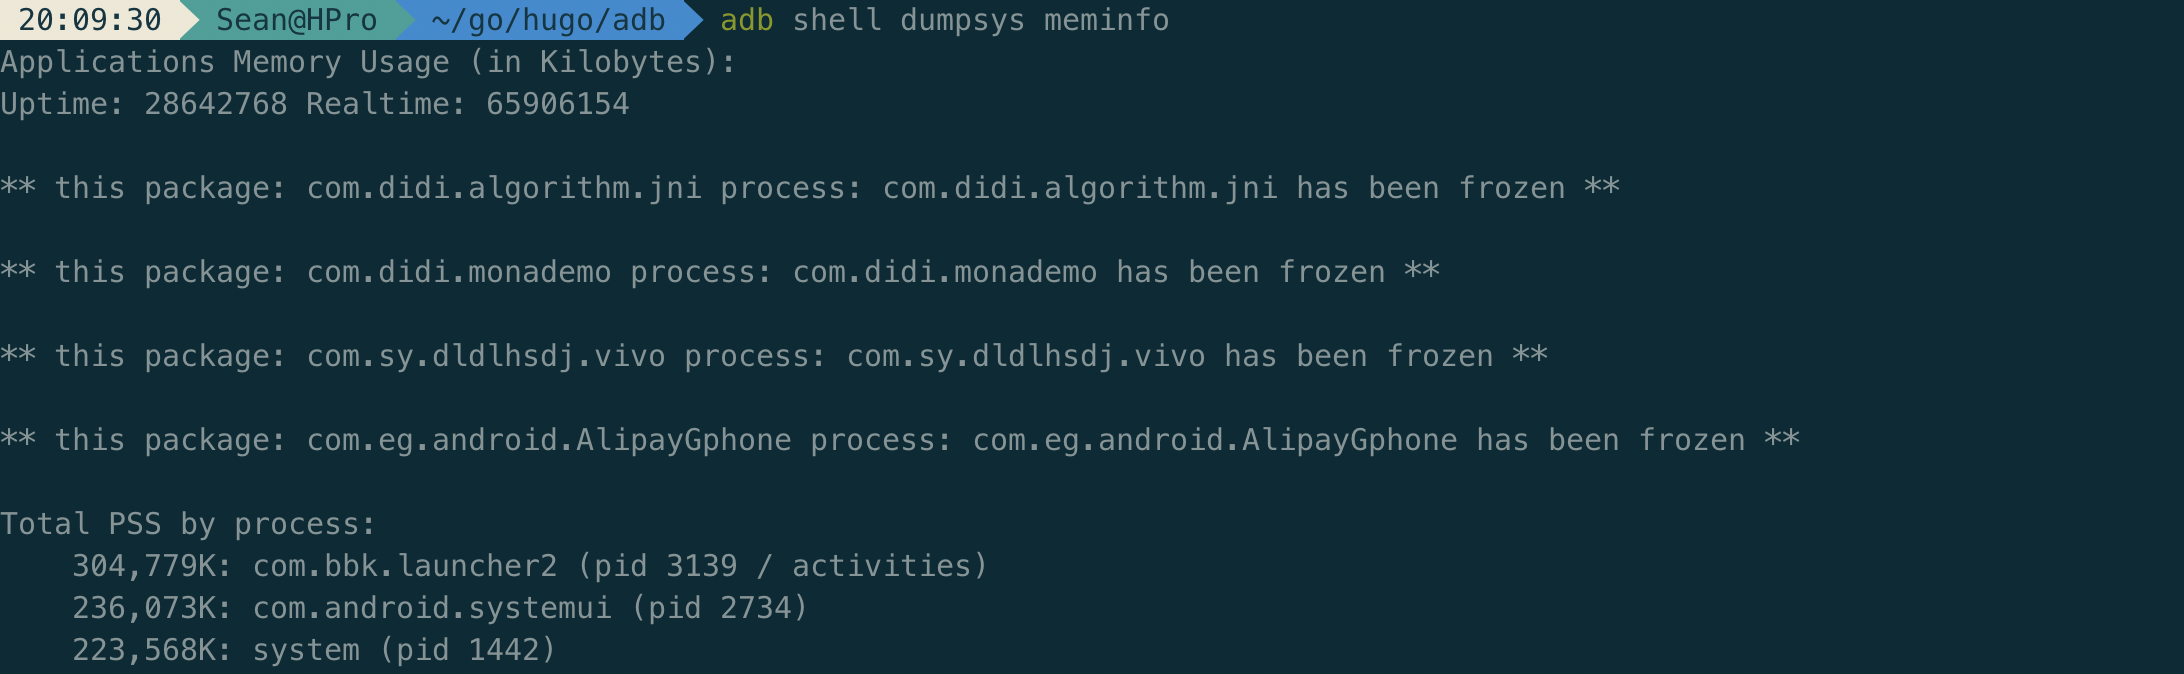 20:09:30 Sean@HPro ~/go/hugo/adb adb shell dumpsys meminfo
Applications Memory Usage (in Kilobytes):
Uptime: 28642768 Realtime: 65906154
** this package: com.didi.algorithm.jni process: com.didi.algorithm.jni has been frozen **
** this package: com.didi.monademo process: com.didi.monademo has been frozen **
** this package: com.sy.dldlhsdj.vivo process: com.sy.dldlhsdj.vivo has been frozen **
** this package: com.eg.android.AlipayGphone process: com.eg.android.AlipayGphone has been frozen **
Total PSS by process:
    304,779K: com.bbk.launcher2 (pid 3139 / activities)
    236,073K: com.android.systemui (pid 2734)
    223,568K: system (pid 1442)